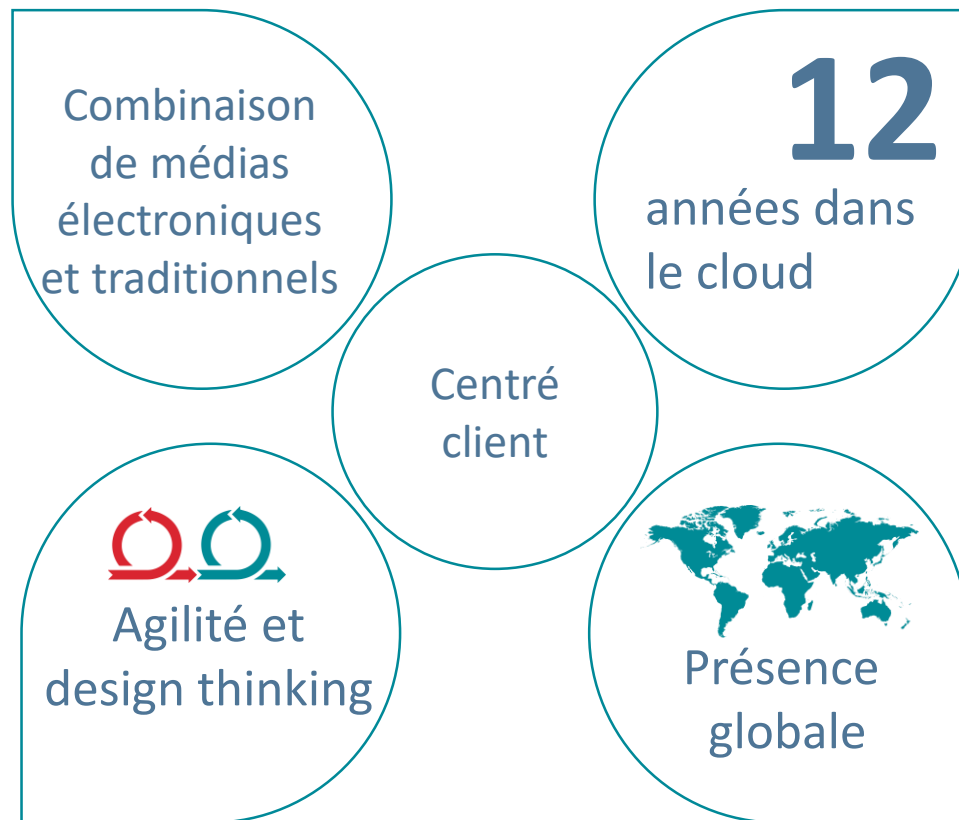 Combinaison
de médias
électroniques
et traditionnels
12
années dans
le cloud
Centré
client
Agilité et
design thinking
Présence
globale